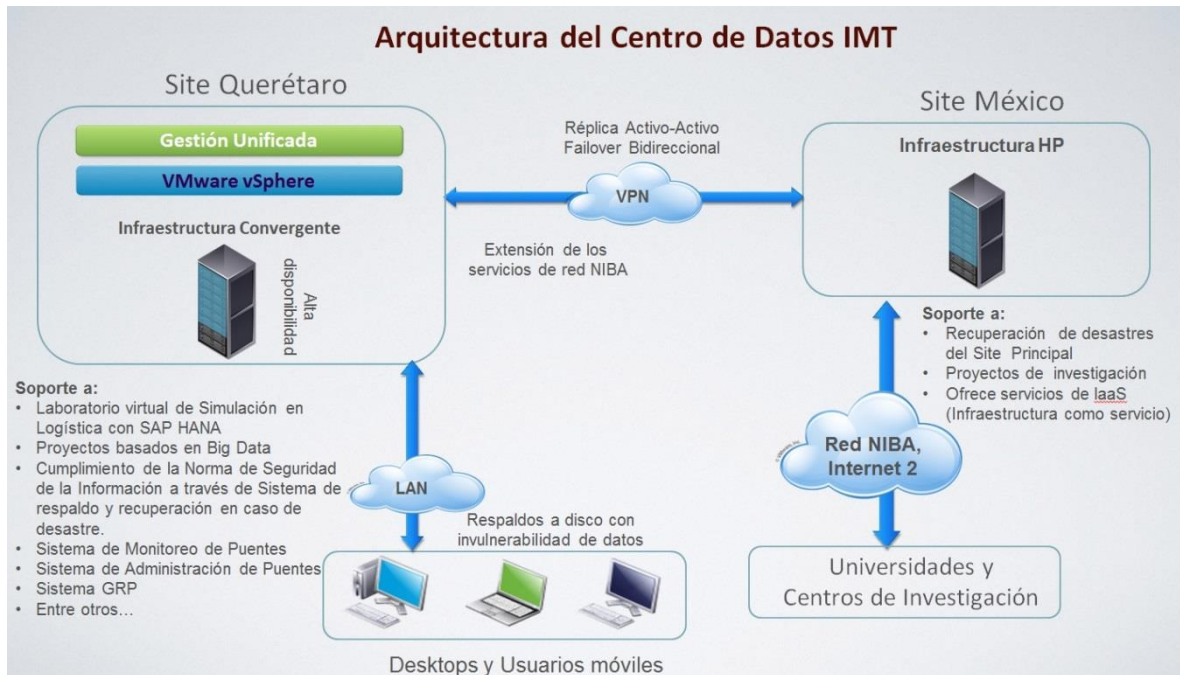 Arquitectura del Centro de Datos IMT
Site Querétaro
Gestión Unificada
VMware vSphere
Infraestructura Convergente
Alta
disponibilidad
Soporte a:
• Laboratorio virtual de Simulación en
Logística con SAP HANA
• Proyectos basados en Big Data
• Cumplimiento de la Norma de Seguridad
de la Información a través de Sistema de
respaldo y recuperación en caso de
desastre.
• Sistema de Monitoreo de Puentes
• Sistema de Administración de Puentes
• Sistema GRP
• Entre otros…
Réplica Activo-Activo
Failover Bidireccional
VPN
Extensión de los
servicios de red NIBA
LAN
Respaldos a disco con
invulnerabilidad de datos
Desktops y Usuarios móviles
Site México
Infraestructura HP
Soporte a:
• Recuperación de desastres
del Site Principal
• Proyectos de investigación
• Ofrece servicios de IaaS
(Infraestructura como servicio)
Red NIBA,
Internet 2
Universidades y
Centros de Investigación